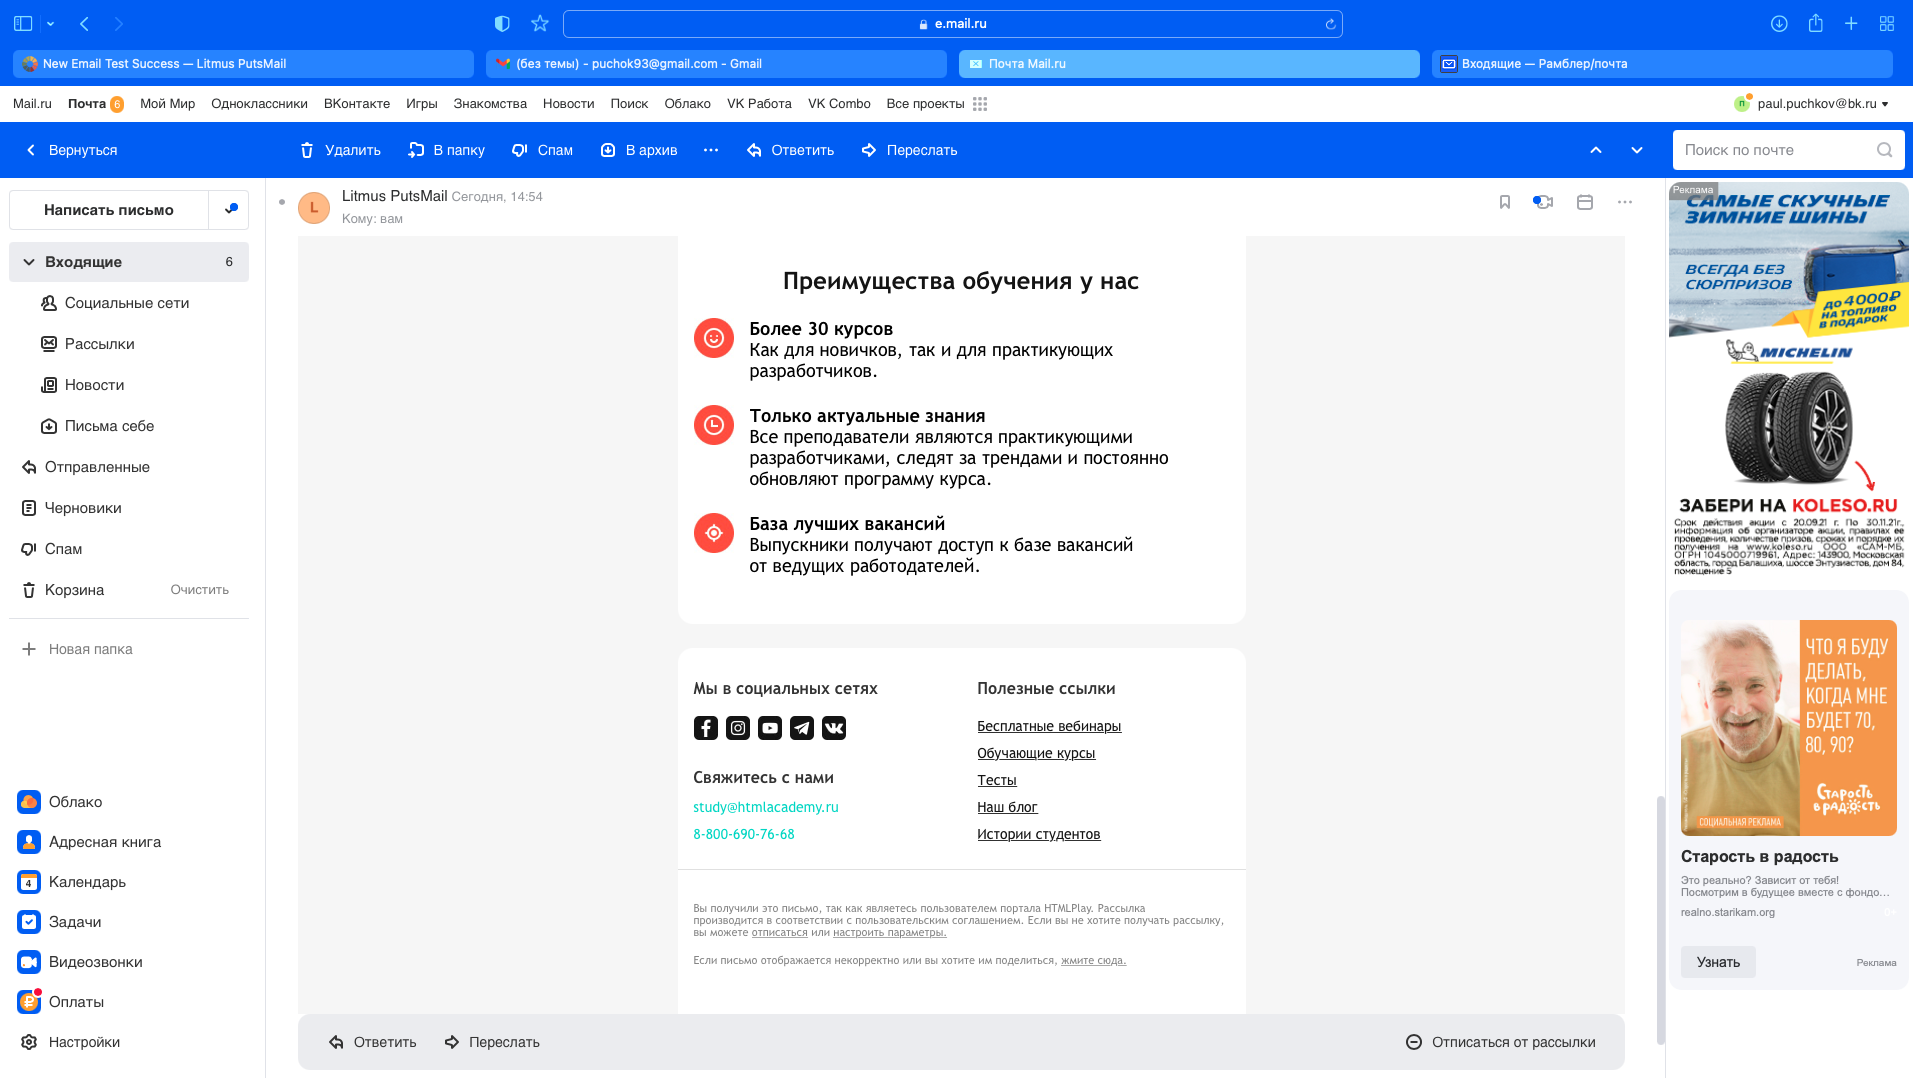 e.mail.ru
New Email Test Success — Litmus PutsMail
(без темы) - puchok93@gmail.com - Gmail
Почта Mail.ru
Входящие — Рамблер/почта
Mail.ru Почта 6 Мой Мир Одноклассники ВКонтакте Игры Знакомства Новости Поиск Облако VK Работа VK Combo Все проекты
п paul.puchkov@bk.ru
Вернуться
Удалить В папку Спам В архив Ответить Переслать
Поиск по почте
Написать письмо
Входящие 6
Социальные сети
Рассылки
Новости
Письма себе
Отправленные
Черновики
Спам
Корзина Очистить
Новая папка
Облако
Адресная книга
4 Календарь
Задачи
Видеозвонки
Оплаты
Настройки
L
Litmus PutsMail Сегодня, 14:54
Кому: вам
Преимущества обучения у нас
Более 30 курсов
Как для новичков, так и для практикующих
разработчиков.
Только актуальные знания
Все преподаватели являются практикующими
разработчиками, следят за трендами и постоянно
обновляют программу курса.
База лучших вакансий
Выпускники получают доступ к базе вакансий
от ведущих работодателей.
Мы в социальных сетях
Свяжитесь с нами
study@htmlacademy.ru
8-800-690-76-68
Полезные ссылки
Бесплатные вебинары
Обучающие курсы
Тесты
Наш блог
Истории студентов
Вы получили это письмо, так как являетесь пользователем портала HTMLPlay. Рассылка
производится в соответствии с пользовательским соглашением. Если вы не хотите получать рассылку,
вы можете отписаться или настроить параметры.
Если письмо отображается некорректно или вы хотите им поделиться, жмите сюда.
Ответить Переслать
Отписаться от рассылки
Реклама
САМЫЕ СКУЧНЫЕ
ЗИМНИЕ ШИНЫ
ВСЕГДА БЕЗ
СЮРПРИЗОВ
ДО 4000₽
НА ТОПЛИВО
В ПОДАРОК
MICHELIN
ЗАБЕРИ НА KOLESO.RU
Срок действия акции с 20.09.21 г. По 30.11.21г.,
информация об организаторе акции, правилах ее
проведения, количестве призов, сроках и порядке их
получения на www.koleso.ru ООО «САМ-МБ,
ОГРН 1045000719961, Адрес: 143900, Московская
область, город Балашиха, шоссе Энтузиастов, дом 84,
помещение 5
ЧТО Я БУДУ
ДЕЛАТЬ,
КОГДА МНЕ
БУДЕТ 70,
80, 90?
Старость
в радость
СОЦИАЛЬНАЯ РЕКЛАМА
Старость в радость
Это реально? Зависит от тебя!
Посмотрим в будущее вместе с фондо...
realno.starikam.org
Узнать
Реклама